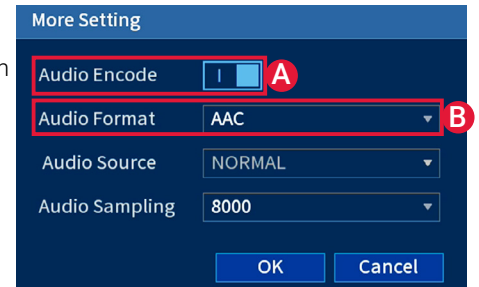 More Setting
n
Audio Encode I A
Audio Format AAC B
Audio Source NORMAL
Audio Sampling 8000
OK Cancel